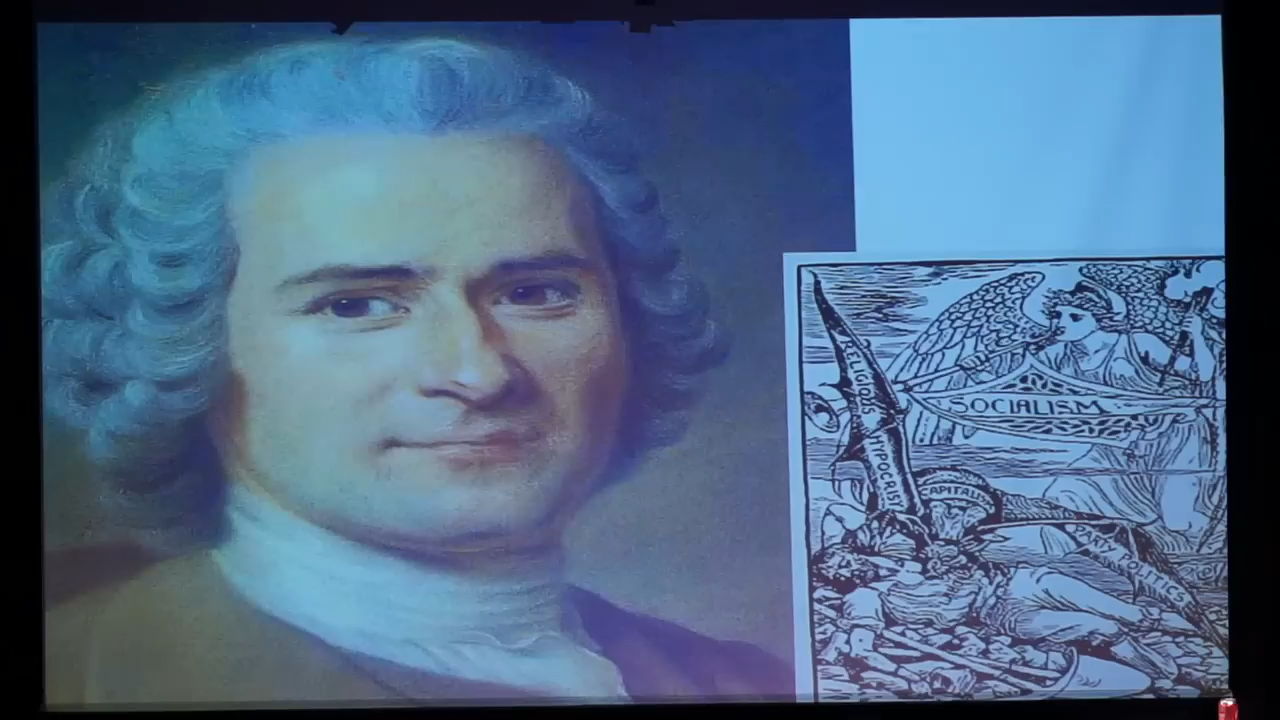 RELIGIOUS HYPOCRISY
SOCIALISM
CAPITALISM
PARTY POLITICS